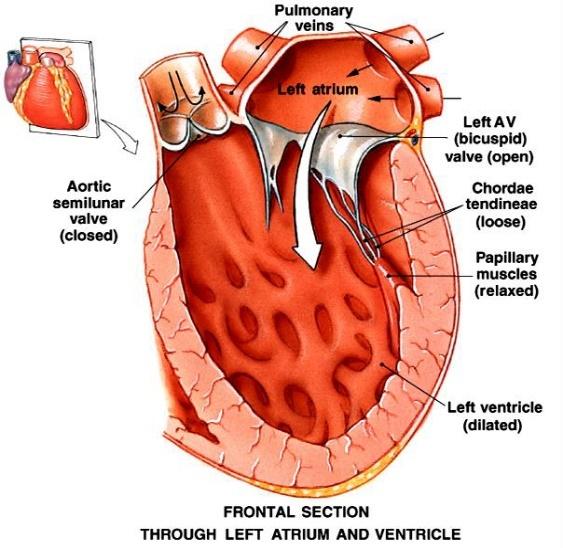 Pulmonary
veins
Left atrium
Left AV
(bicuspid)
valve (open)
Aortic
semilunar
valve
(closed)
Chordae
tendineae
(loose)
Papillary
muscles
(relaxed)
Left ventricle
(dilated)
FRONTAL SECTION
THROUGH LEFT ATRIUM AND VENTRICLE